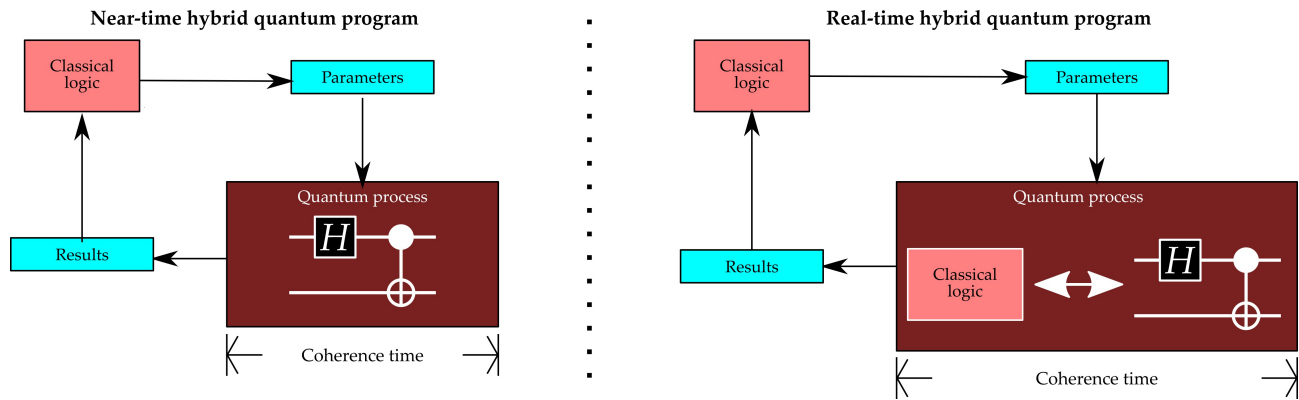 Near-time hybrid quantum program
Classical
logic
Parameters
Quantum process
H
Results
Coherence time
Real-time hybrid quantum program
Classical
logic
Parameters
Quantum process
H
Classical
logic
Results
Coherence time